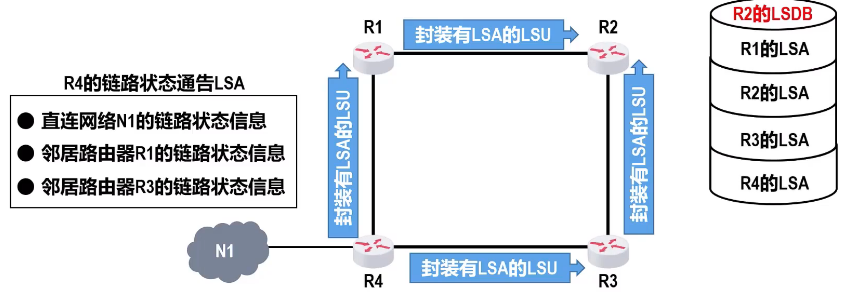 R4的链路状态通告LSA
● 直连网络N1的链路状态信息
● 邻居路由器R1的链路状态信息
● 邻居路由器R3的链路状态信息
N1
R1
封装有LSA的LSU
R2
封装有LSA的LSU
封装有LSA的LSU
R4
封装有LSA的LSU
R3
R2的LSDB
R1的LSA
R2的LSA
R3的LSA
R4的LSA